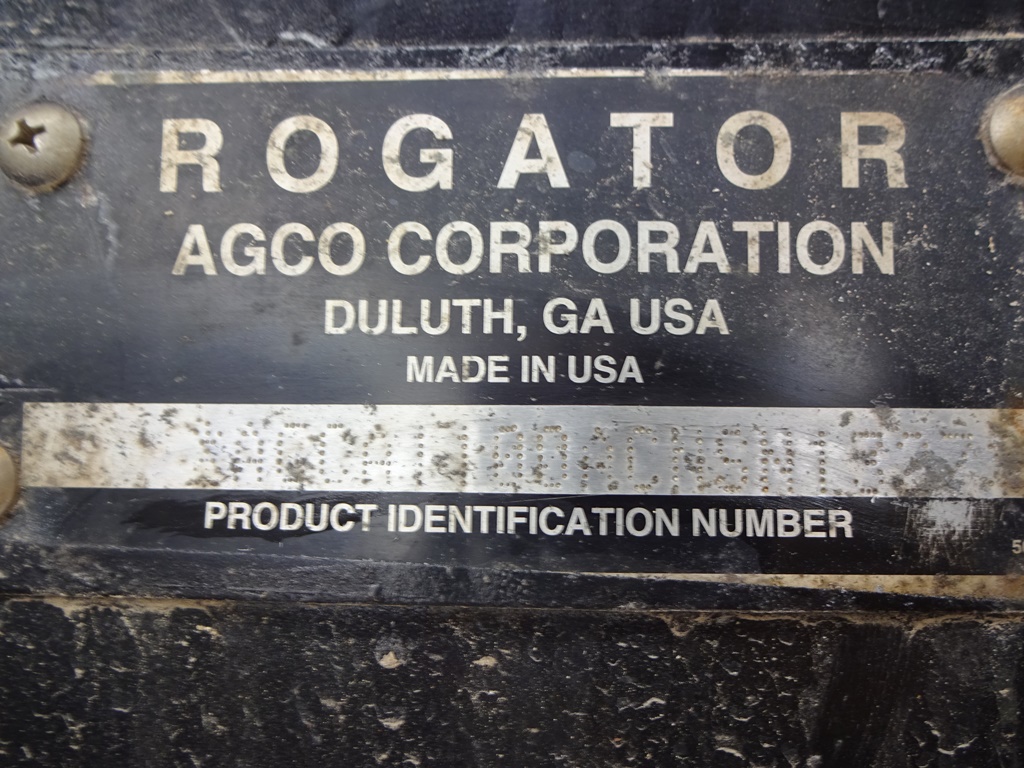 ROGATOR
AGCO CORPORATION
DULUTH, GA USA
MADE IN USA
PRODUCT IDENTIFICATION NUMBER